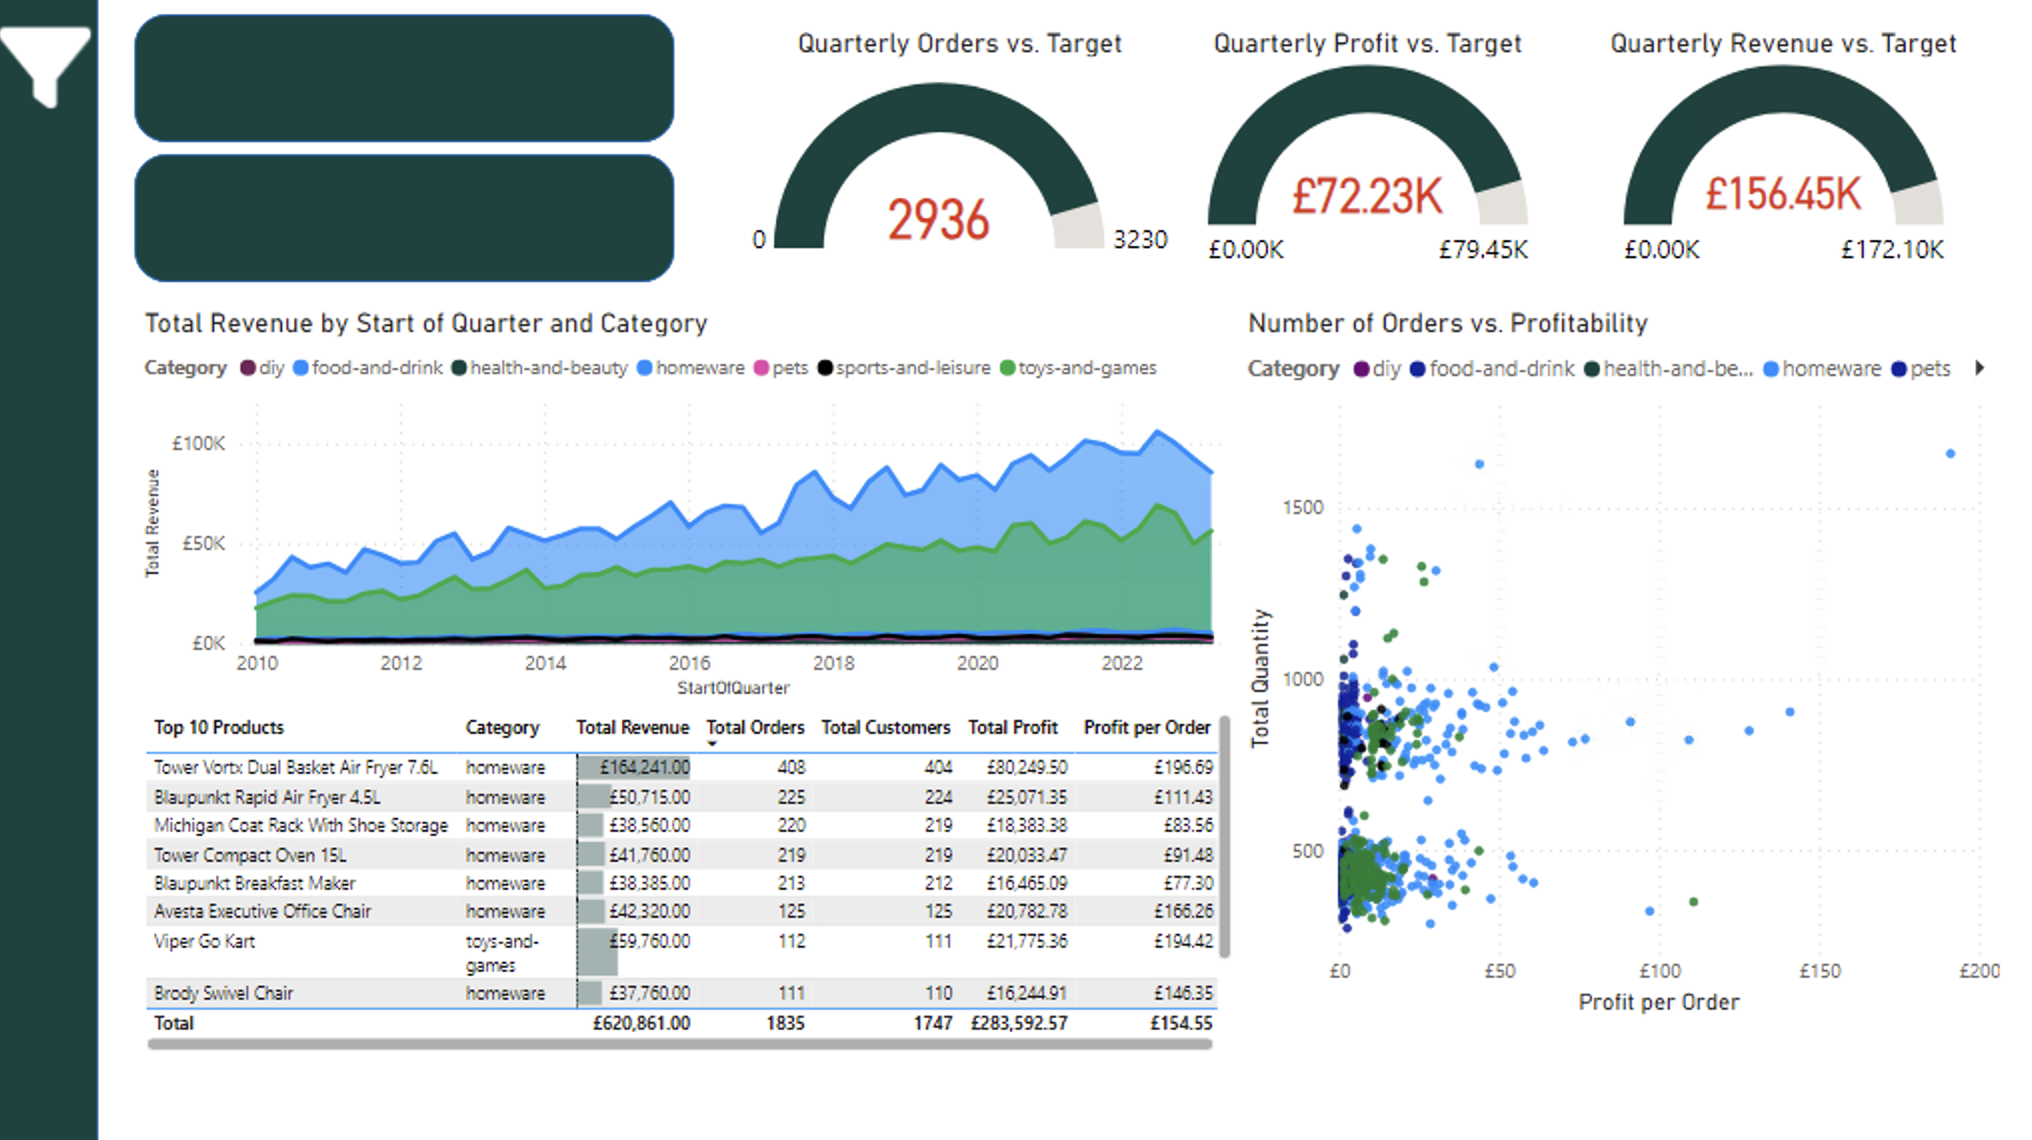 Quarterly Orders vs. Target
2936
0
3230
Quarterly Profit vs. Target
£72.23K
£0.00K
£79.45K
Quarterly Revenue vs. Target
£156.45K
£0.00K
£172.10K
Total Revenue by Start of Quarter and Category
Category diy food-and-drink health-and-beauty homeware pets sports-and-leisure toys-and-games
Total Revenue
£100K
£50K
£0K
2010 2012 2014 2016 2018 2020 2022
StartOfQuarter
Number of Orders vs. Profitability
Category diy food-and-drink health-and-be... homeware pets
Total Quantity
1500
1000
500
£0 £50 £100 £150 £200
Profit per Order
Top 10 Products Category Total Revenue Total Orders Total Customers Total Profit Profit per Order
Tower Vortx Dual Basket Air Fryer 7.6L homeware £164,241.00 408 404 £80,249.50 £196.69
Blaupunkt Rapid Air Fryer 4.5L homeware £50,715.00 225 224 £25,071.35 £111.43
Michigan Coat Rack With Shoe Storage homeware £38,560.00 220 219 £18,383.38 £83.56
Tower Compact Oven 15L homeware £41,760.00 219 219 £20,033.47 £91.48
Blaupunkt Breakfast Maker homeware £38,385.00 213 212 £16,465.09 £77.30
Avesta Executive Office Chair homeware £42,320.00 125 125 £20,782.78 £166.26
Viper Go Kart toys-and-games £59,760.00 112 111 £21,775.36 £194.42
Brody Swivel Chair homeware £37,760.00 111 110 £16,244.91 £146.35
Total £620,861.00 1835 1747 £283,592.57 £154.55